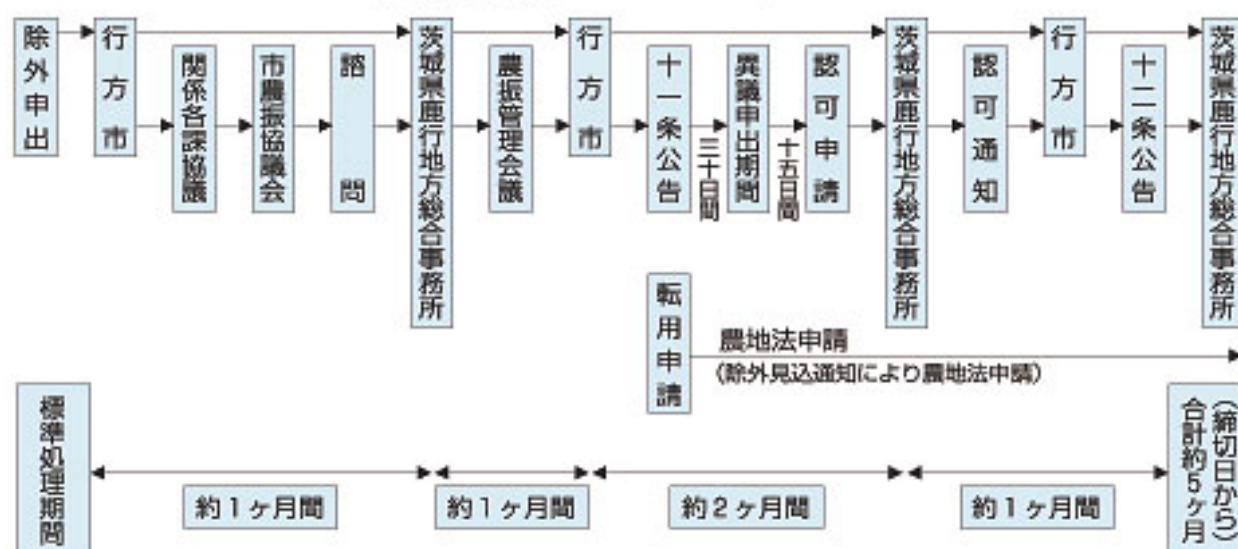 除外申出
行方市
関係各課協議
市農振協議会
諮問
茨城県鹿行地方総合事務所
農振管理会議
行方市
十一条公告
三十日間
異議申出期間
十五日間
認可申請
茨城県鹿行地方総合事務所
認可通知
行方市
十二条公告
茨城県鹿行地方総合事務所
転用申請
農地法申請
(除外見込通知により農地法申請)
標準処理期間
約1ヶ月間
約1ヶ月間
約2ヶ月間
約1ヶ月間
(締切日から)
合計約5ヶ月